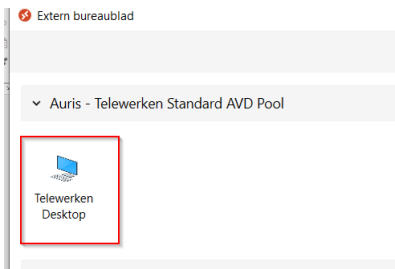 Extern bureaublad
Auris - Telewerken Standard AVD Pool
Telewerken
Desktop